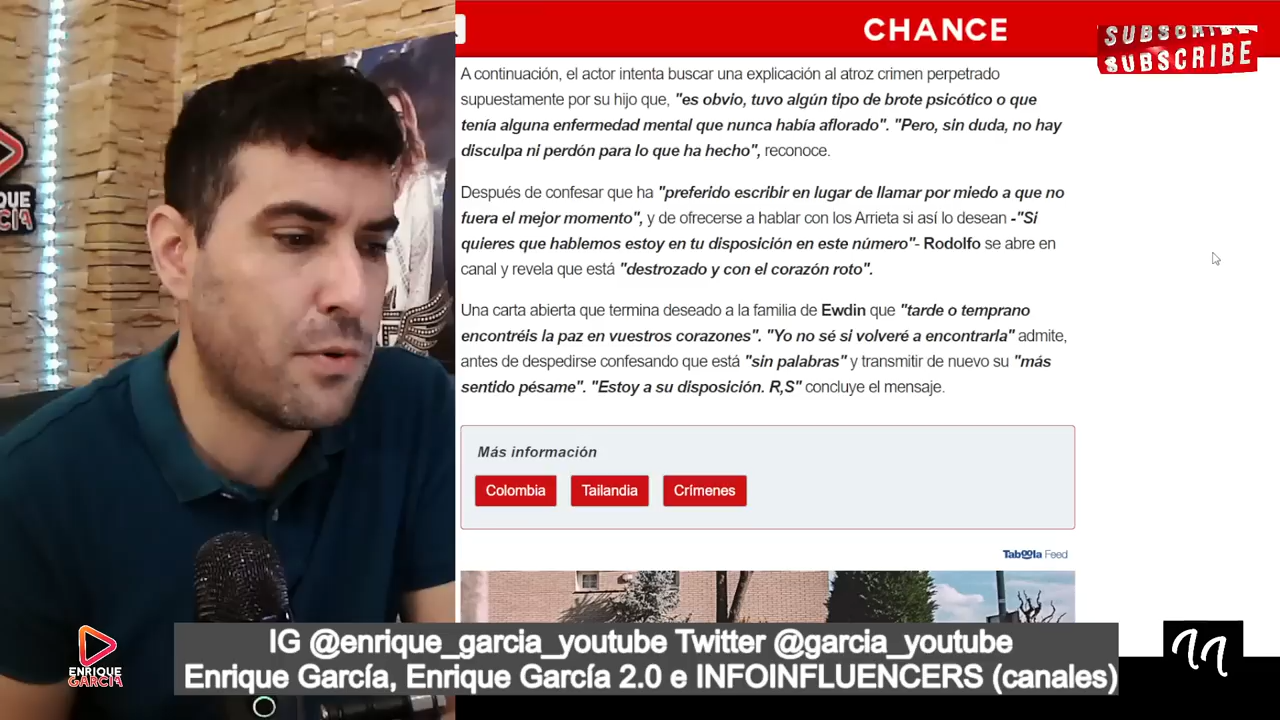 CHANCE
SUBSCRIBE
SUBSCRIBE
A continuación, el actor intenta buscar una explicación al atroz crimen perpetrado
supuestamente por su hijo que, "es obvio, tuvo algún tipo de brote psicótico o que
tenía alguna enfermedad mental que nunca había aflorado". "Pero, sin duda, no hay
disculpa ni perdón para lo que ha hecho", reconoce.
Después de confesar que ha "preferido escribir en lugar de llamar por miedo a que no
fuera el mejor momento", y de ofrecerse a hablar con los Arrieta si así lo desean -"Si
quieres que hablemos estoy en tu disposición en este número"- Rodolfo se abre en
canal y revela que está "destrozado y con el corazón roto".
Una carta abierta que termina deseado a la familia de Ewdin que "tarde o temprano
encontréis la paz en vuestros corazones". "Yo no sé si volveré a encontrarla" admite,
antes de despedirse confesando que está "sin palabras" y transmitir de nuevo su "más
sentido pésame". "Estoy a su disposición. R,S" concluye el mensaje.
Más información
Colombia Tailandia Crímenes
Taboola Feed
IG @enrique_garcia_youtube Twitter @garcia_youtube
Enrique García, Enrique García 2.0 e INFOINFLUENCERS (canales)
ENRIQUE
GARCIA